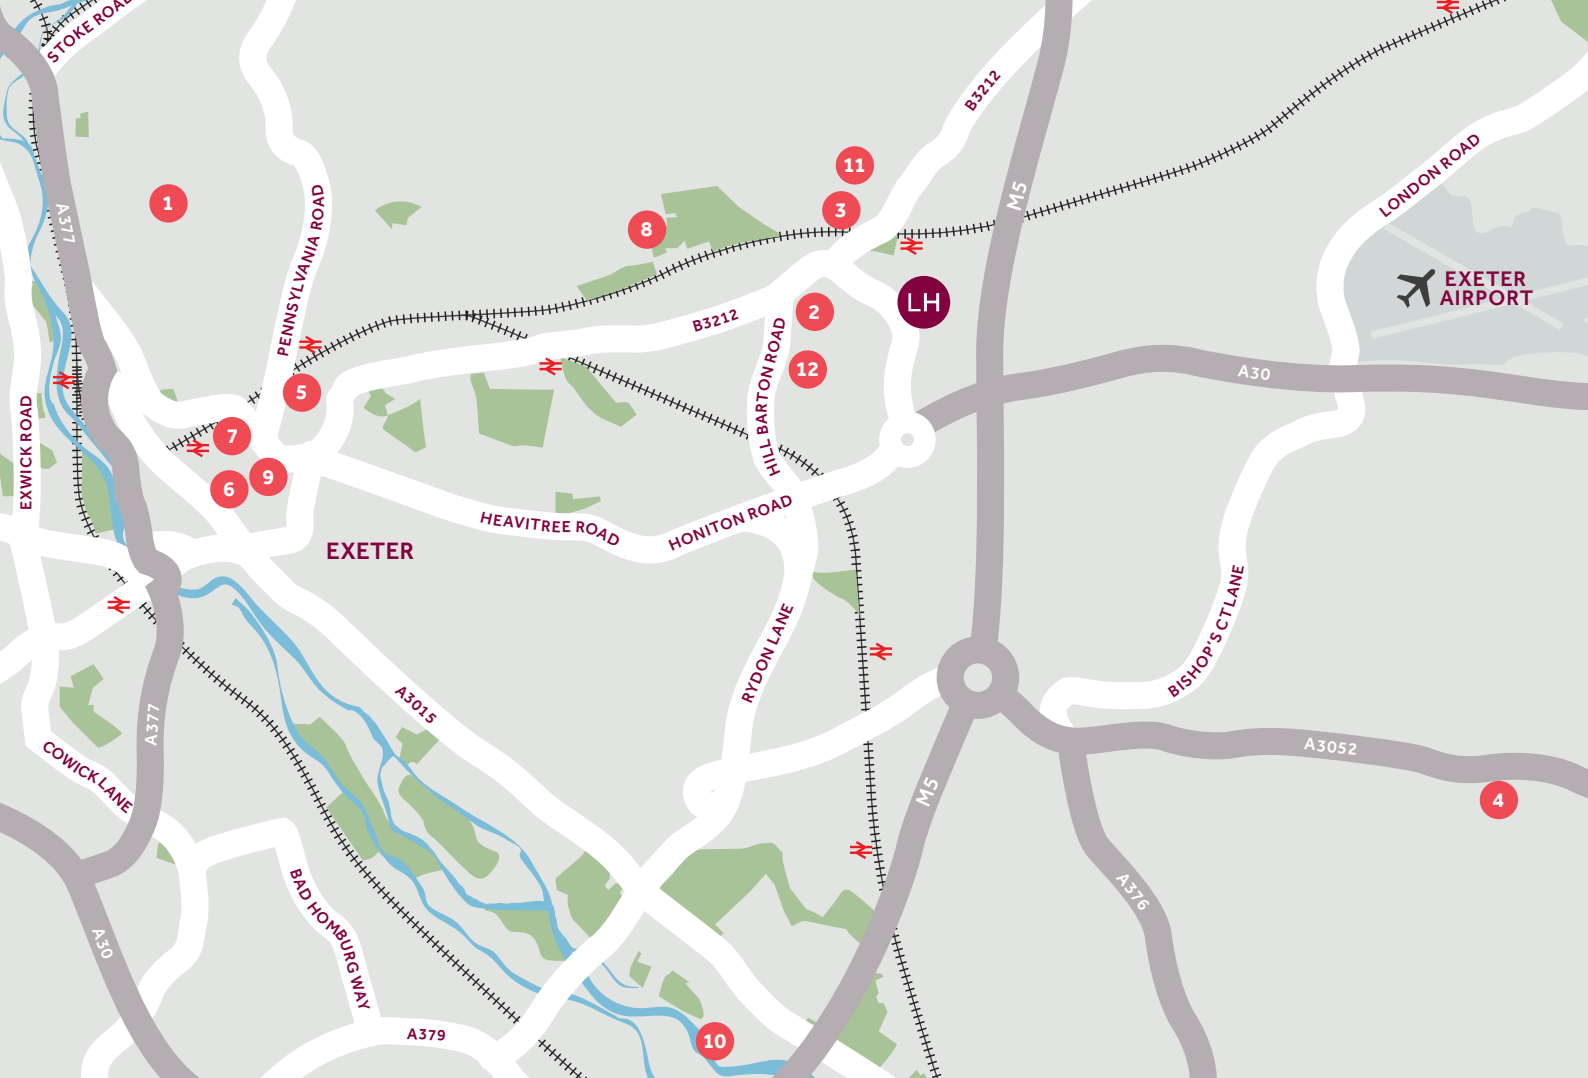 STOKE ROAD
B3212
11
LONDON ROAD
1
A377
M5
3
8
PENNSYLVANIA ROAD
EXETER
AIRPORT
LH
2
B3212
HILL BARTON ROAD
12
A30
5
EXWICK ROAD
7
9
6
HEAVITREE ROAD
HONITON ROAD
EXETER
BISHOP'S CT LANE
RYDON LANE
A3015
A377
COWICK LANE
A3052
M5
4
A376
BAD HOMBURG WAY
A30
A379
10